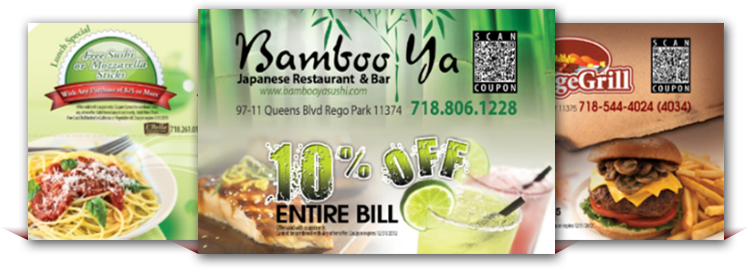 Lunch Special
Free Sushi
or Mozzarella
Sticks
With Any Purchase of $25 or More
718.261.0
Bamboo Ya
Japanese Restaurant & Bar
www.bambooyasushi.com
97-11 Queens Blvd Rego Park 11374 718.806.1228
SCAN
COUPON
10% OFF
ENTIRE BILL
geGrill
SCAN
COUPON
11375 718-544-4024 (4034)